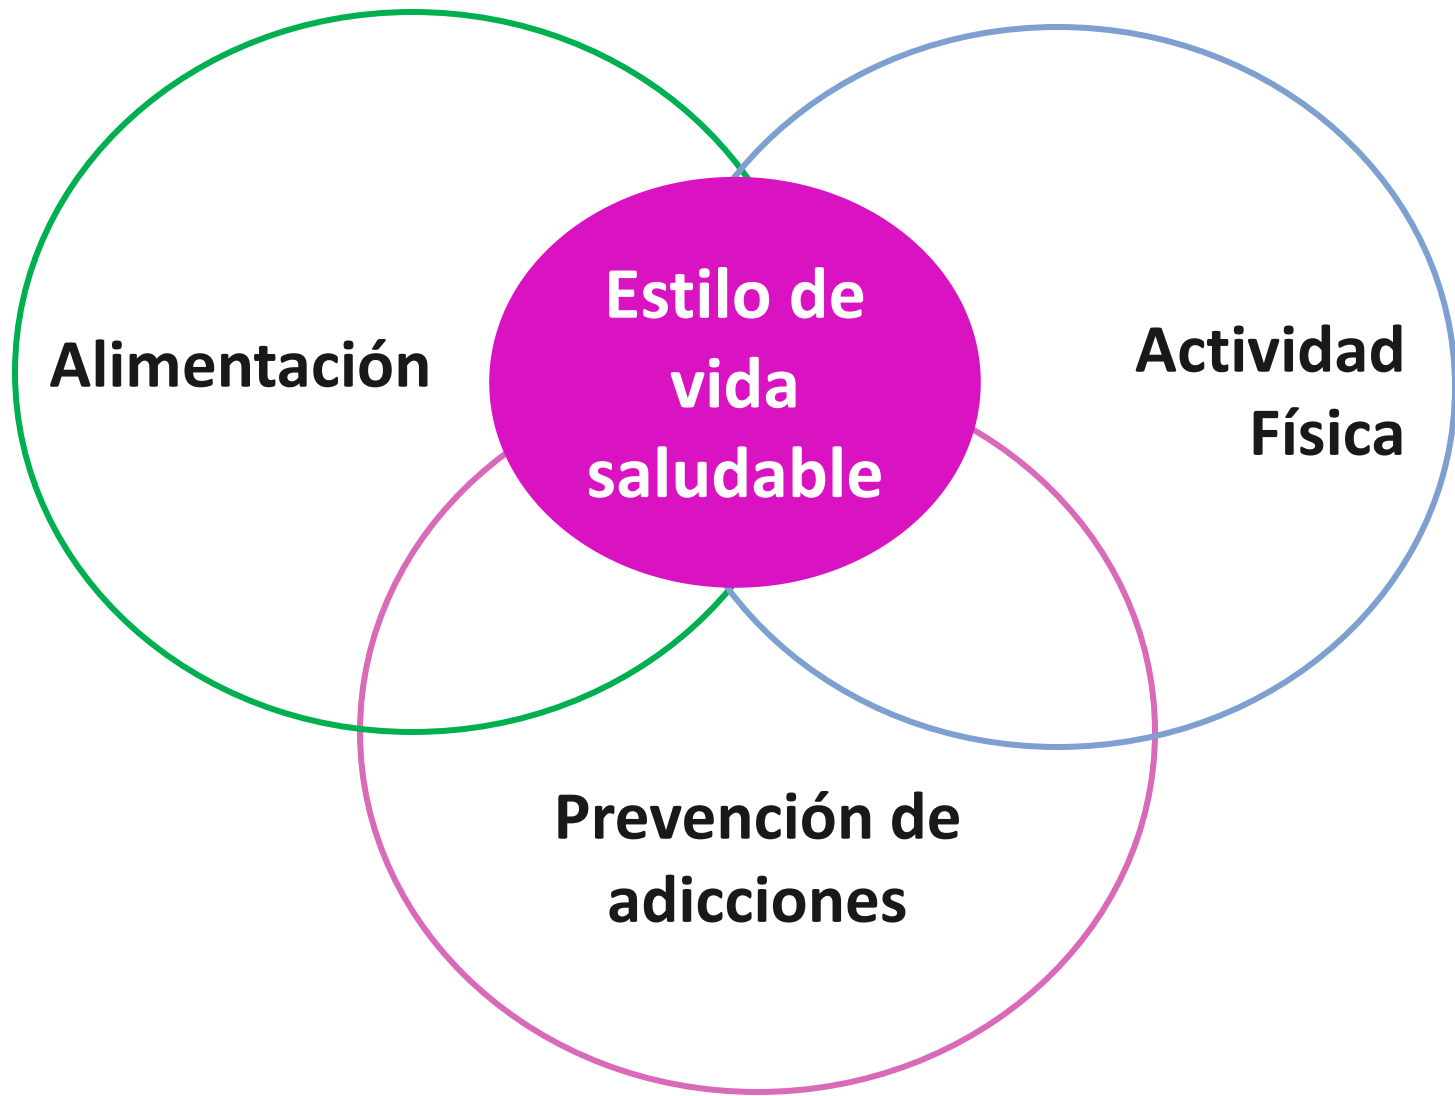 Alimentación
Estilo de
vida
saludable
Actividad
Física
Prevención de
adicciones